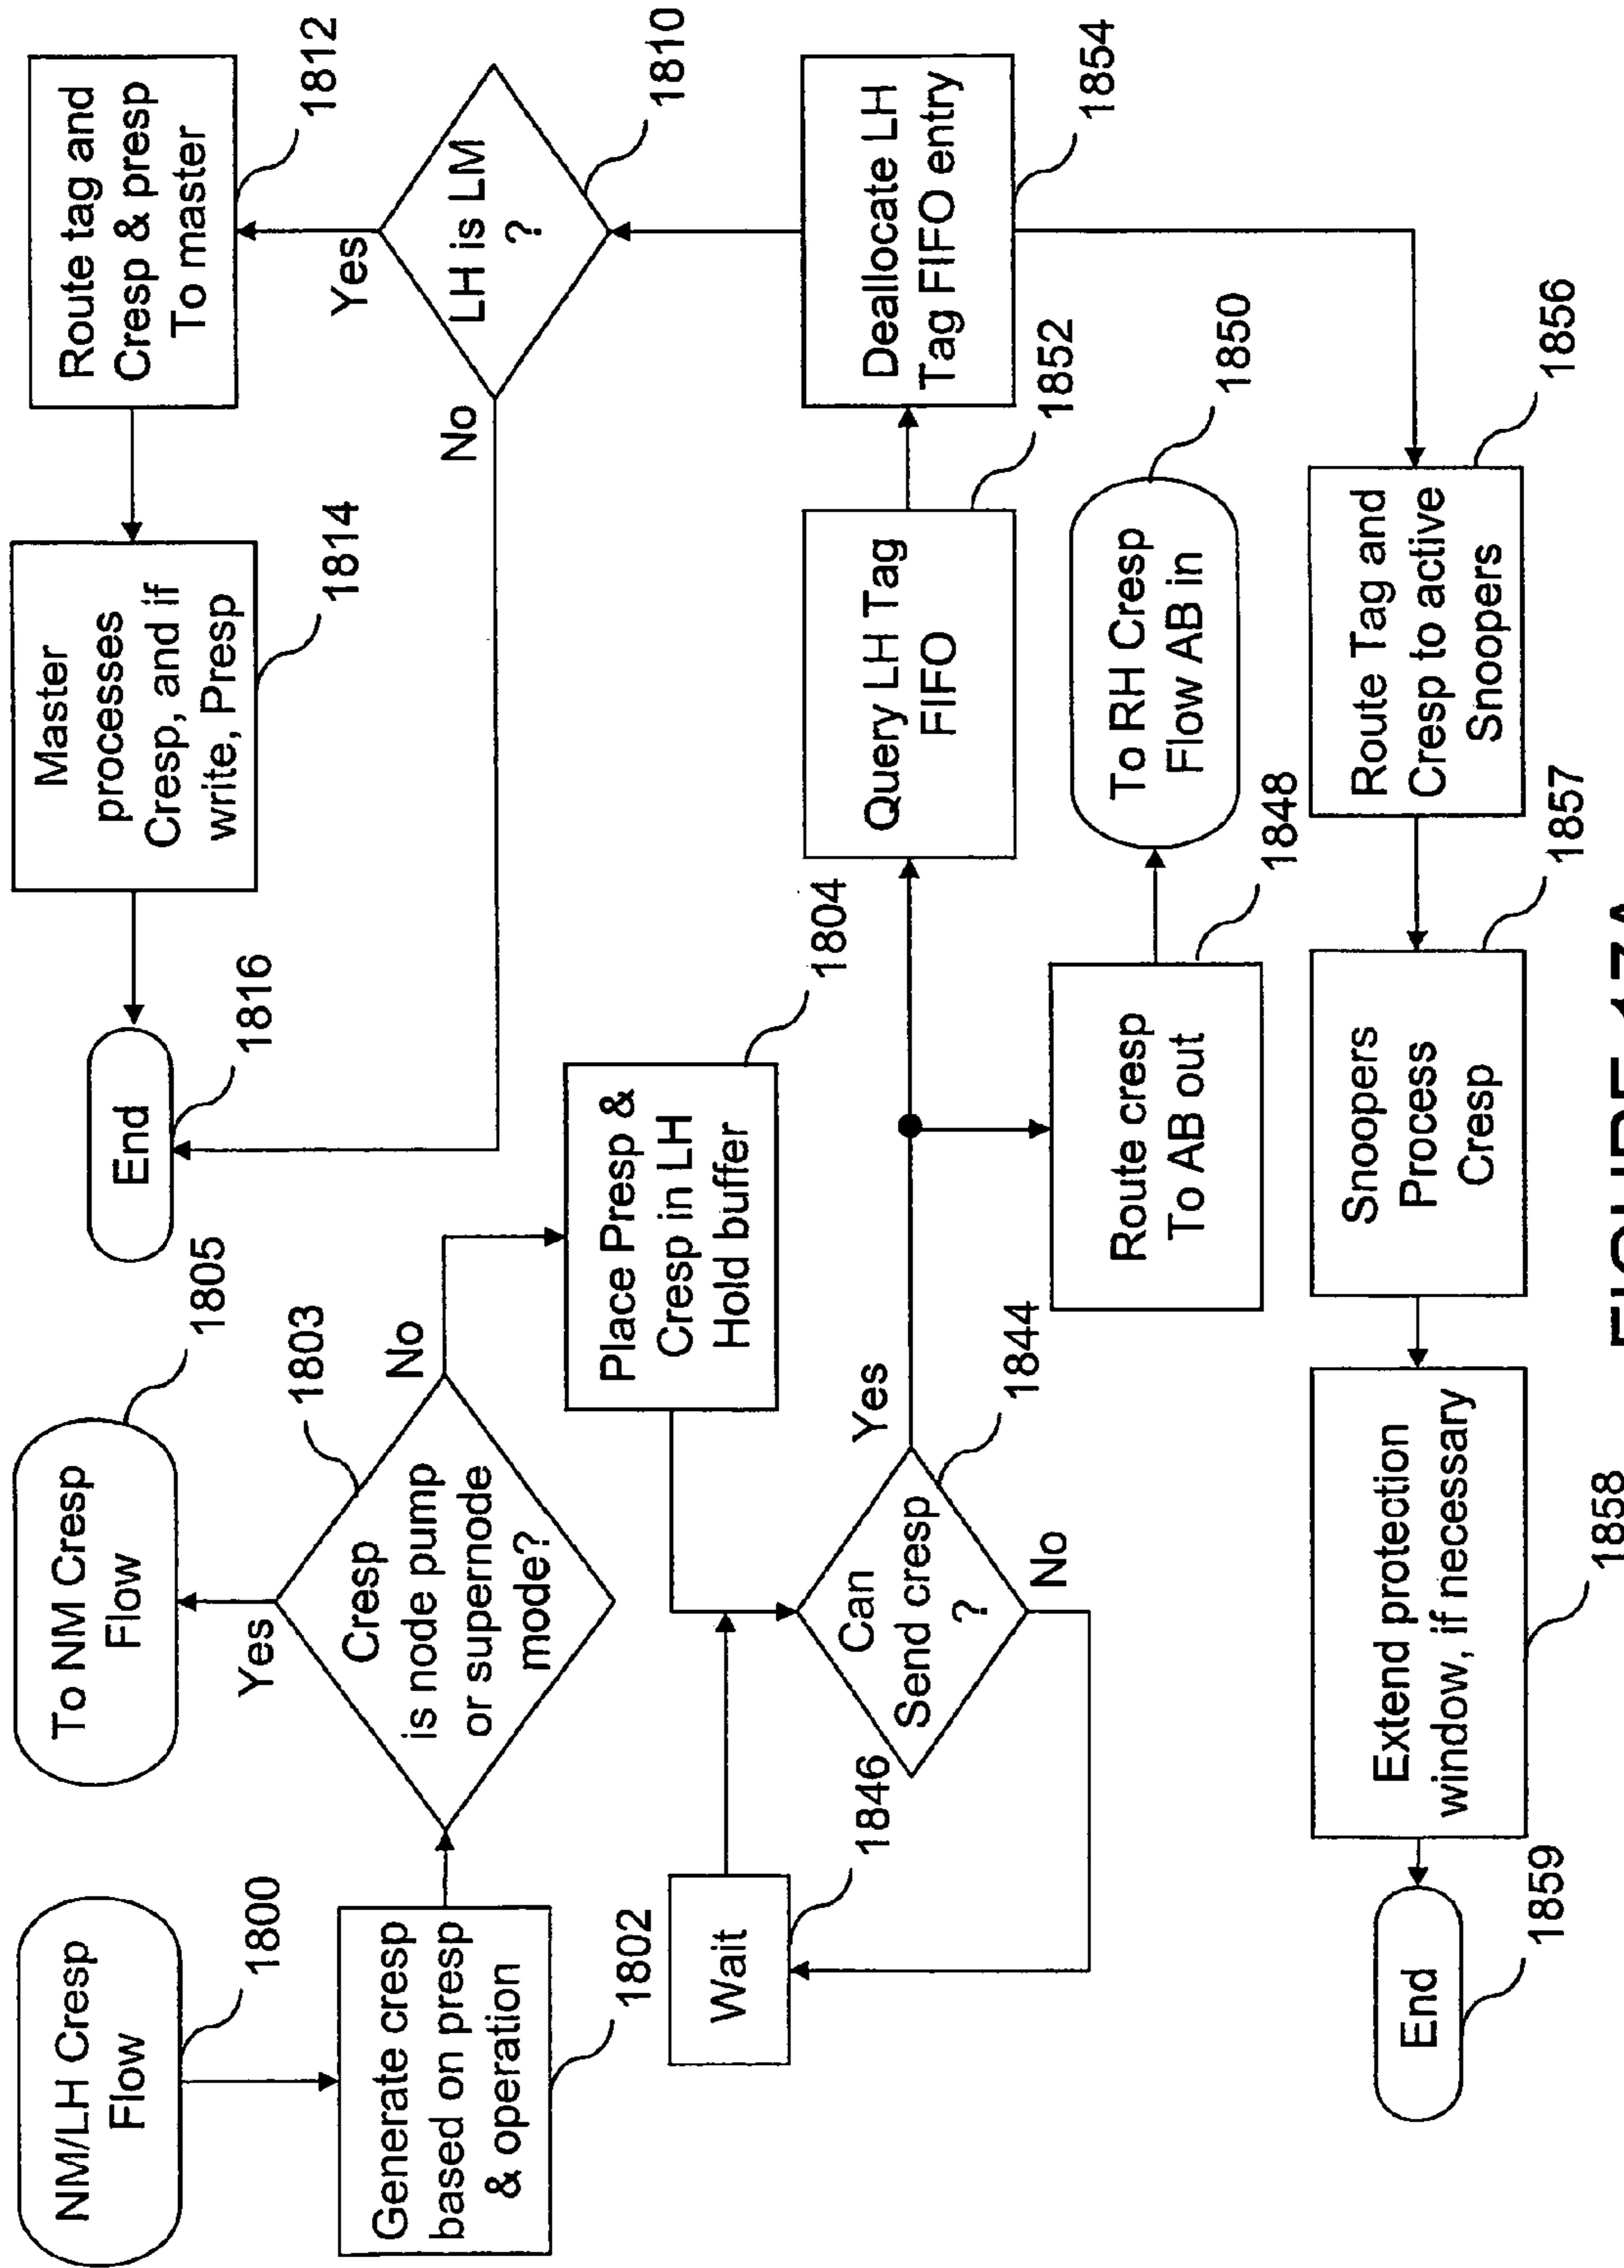 NM/LH Cresp
Flow
1800
Generate cresp
based on presp
& operation
1802
To NM Cresp
Flow
1805
Yes
Cresp
is node pump
or supernode
mode?
1803
No
Place Presp &
Cresp in LH
Hold buffer
1804
Wait
1846
Can
Send cresp
?
1844
No
Yes
Route cresp
To AB out
1848
To RH Cresp
Flow AB in
1850
Query LH Tag
FIFO
1852
Deallocate LH
Tag FIFO entry
1854
LH is LM
?
1810
No
Yes
Route tag and
Cresp & presp
To master
1812
Master
processes
Cresp, and if
write, Presp
1814
End
1816
Route Tag and
Cresp to active
Snoopers
1856
Snoopers
Process
Cresp
1857
Extend protection
window, if necessary
1858
End
1859
FIGURE 17A